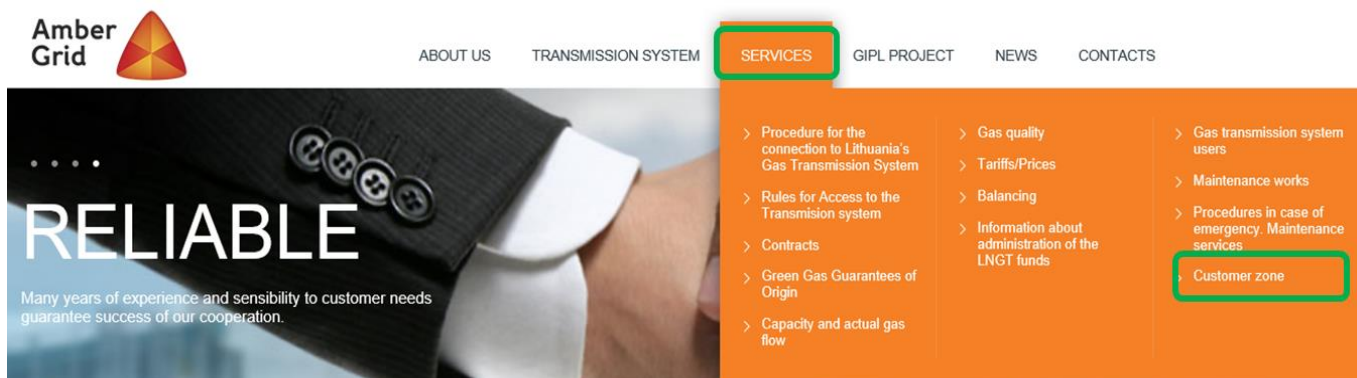 Amber
Grid
ABOUT US
TRANSMISSION SYSTEM
SERVICES
GIPL PROJECT
NEWS
CONTACTS
RELIABLE
Many years of experience and sensibility to customer needs
guarantee success of our cooperation.
Procedure for the
connection to Lithuania's
Gas Transmission System
Rules for Access to the
Transmision system
Contracts
Green Gas Guarantees of
Origin
Capacity and actual gas
flow
Gas quality
Tariffs/Prices
Balancing
Information about
administration of the
LNGT funds
Gas transmission system
users
Maintenance works
Procedures in case of
emergency. Maintenance
services
Customer zone